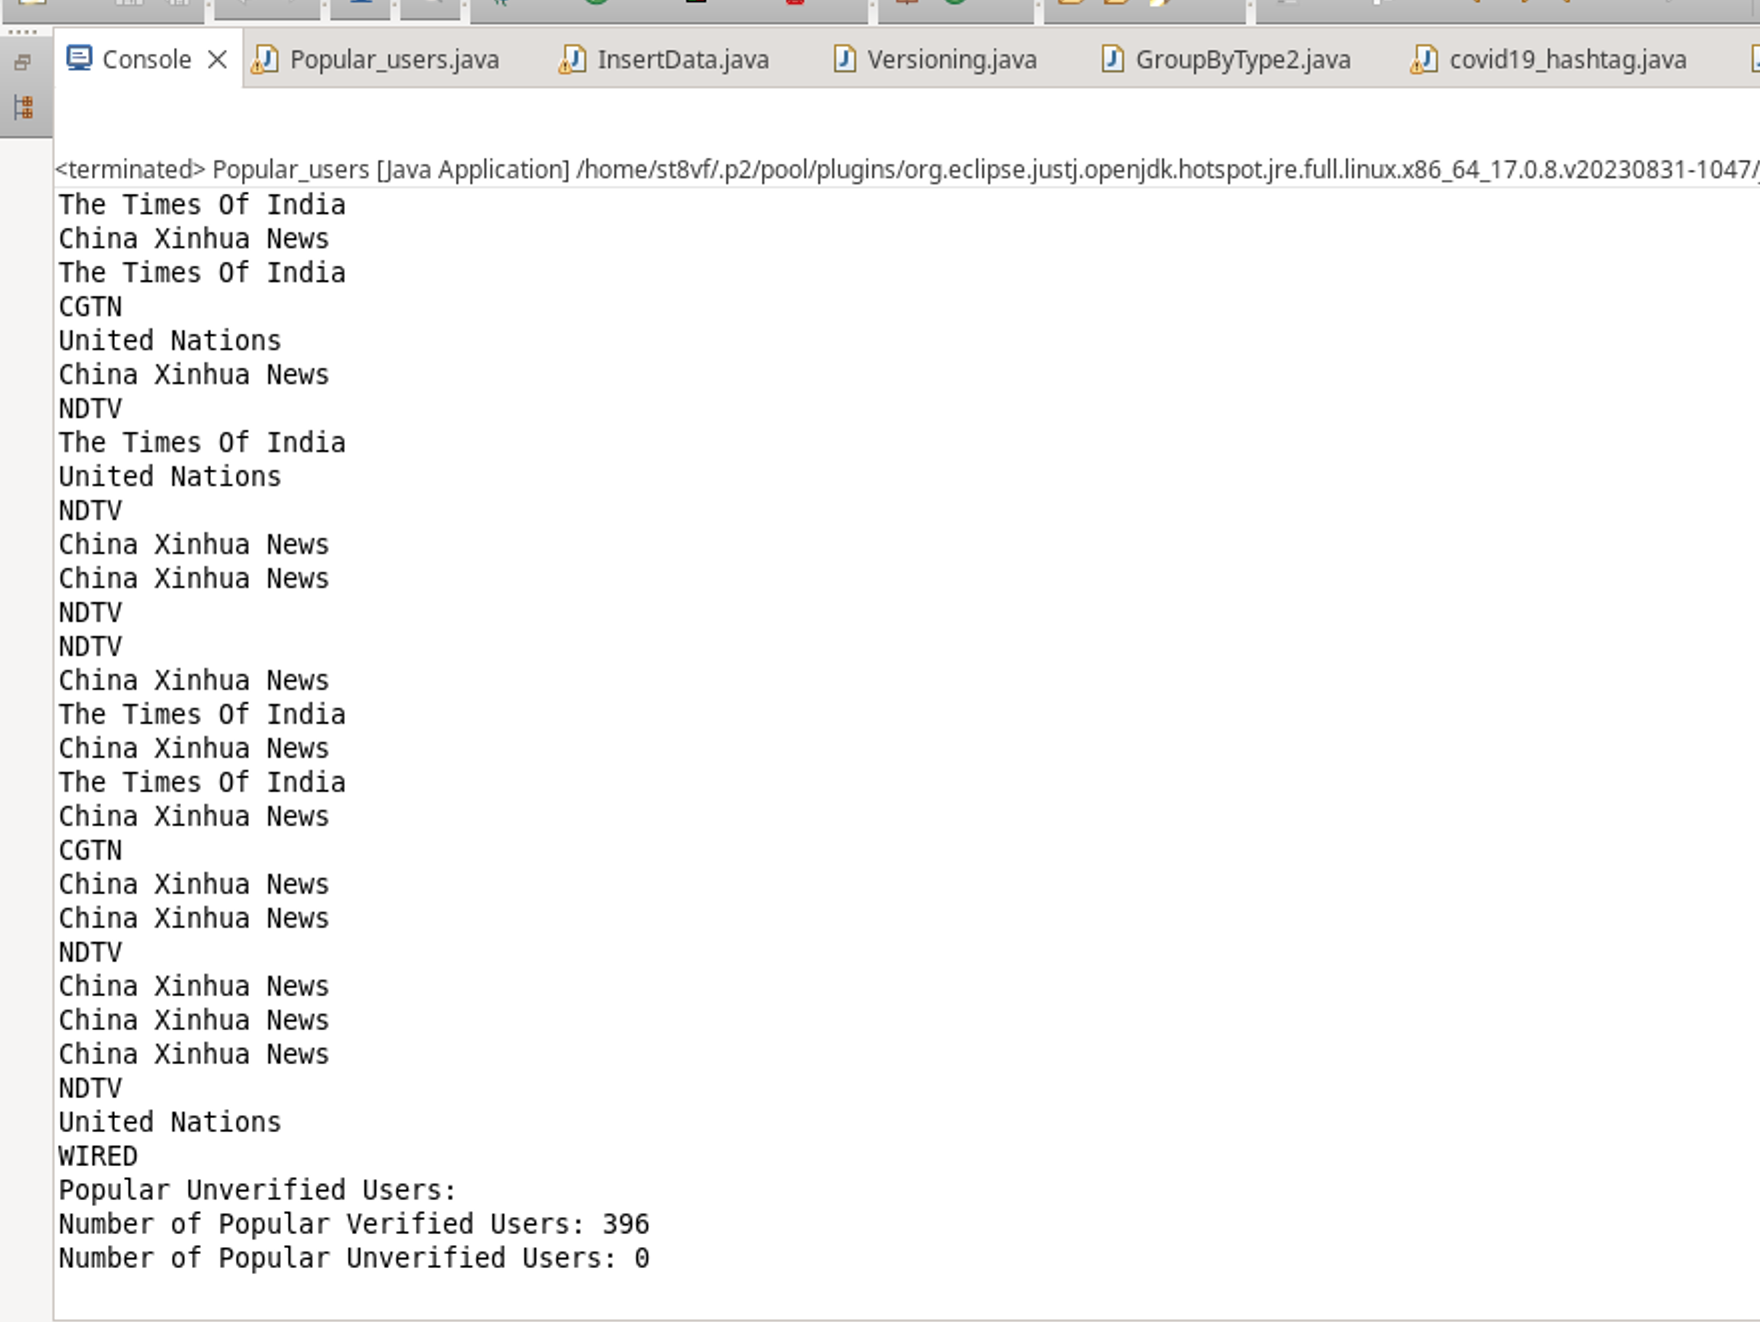 Console Popular_users.java InsertData.java Versioning.java GroupByType2.java covid19_hashtag.java
<terminated> Popular_users [Java Application] /home/st8vf/.p2/pool/plugins/org.eclipse.justj.openjdk.hotspot.jre.full.linux.x86_64_17.0.8.v20230831-1047/
The Times Of India
China Xinhua News
The Times Of India
CGTN
United Nations
China Xinhua News
NDTV
The Times Of India
United Nations
NDTV
China Xinhua News
China Xinhua News
NDTV
NDTV
China Xinhua News
The Times Of India
China Xinhua News
The Times Of India
China Xinhua News
CGTN
China Xinhua News
China Xinhua News
NDTV
China Xinhua News
China Xinhua News
China Xinhua News
NDTV
United Nations
WIRED
Popular Unverified Users:
Number of Popular Verified Users: 396
Number of Popular Unverified Users: 0